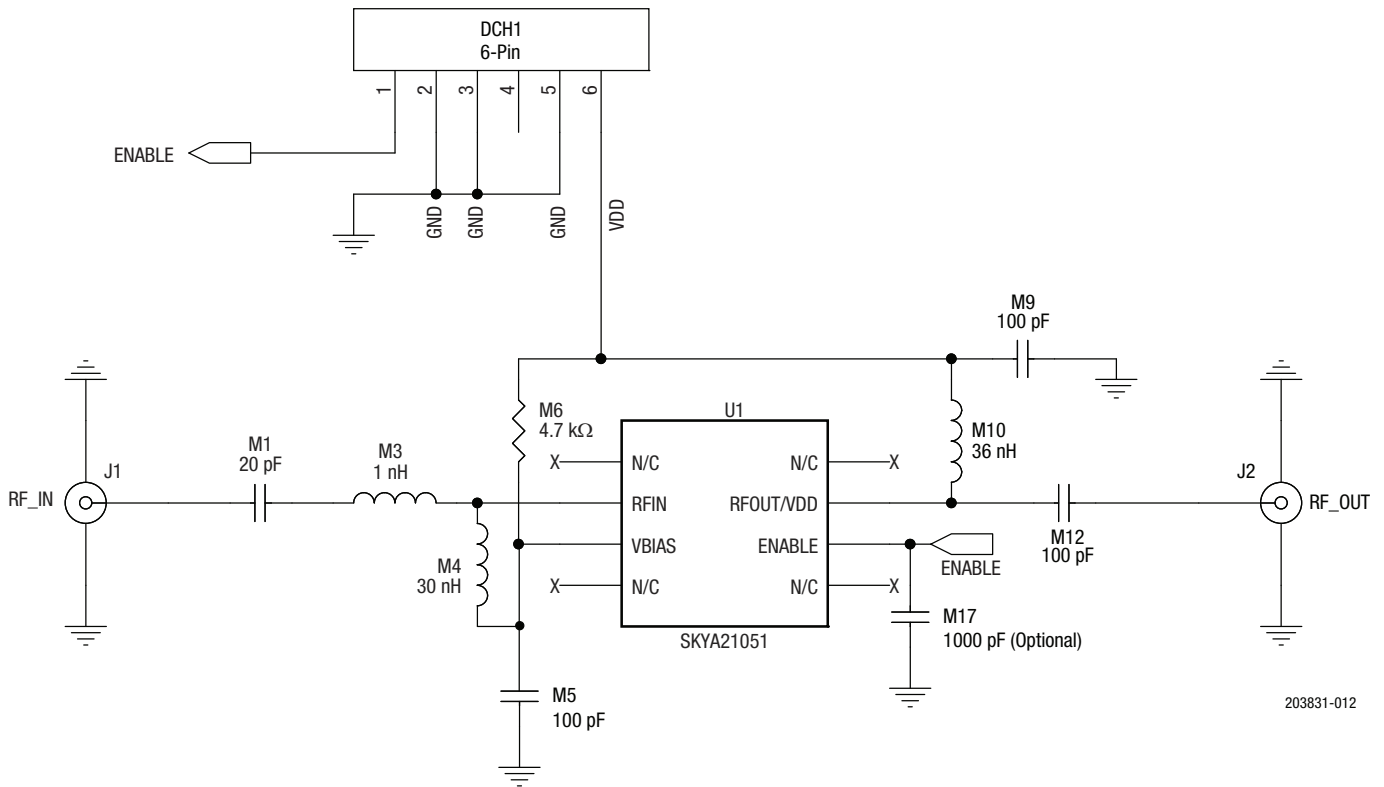 DCH1
6-Pin
1
2
3
4
5
6
ENABLE
GND
GND
GND
VDD
M9
100 pF
M6
4.7 kΩ
U1
M10
36 nH
M1
20 pF
M3
1 nH
J1
J2
X
N/C
N/C
X
RF_IN
RFIN
RFOUT/VDD
RF_OUT
M12
100 pF
VBIAS
ENABLE
ENABLE
M4
30 nH
X
N/C
N/C
X
M17
1000 pF (Optional)
SKYA21051
M5
100 pF
203831-012